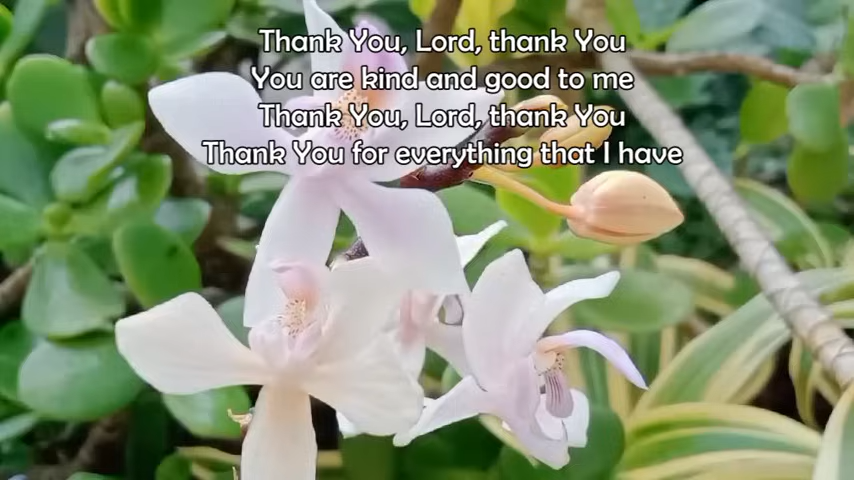 Thank You, Lord, thank You
You are kind and good to me
Thank You, Lord, thank You
Thank You for everything that I have